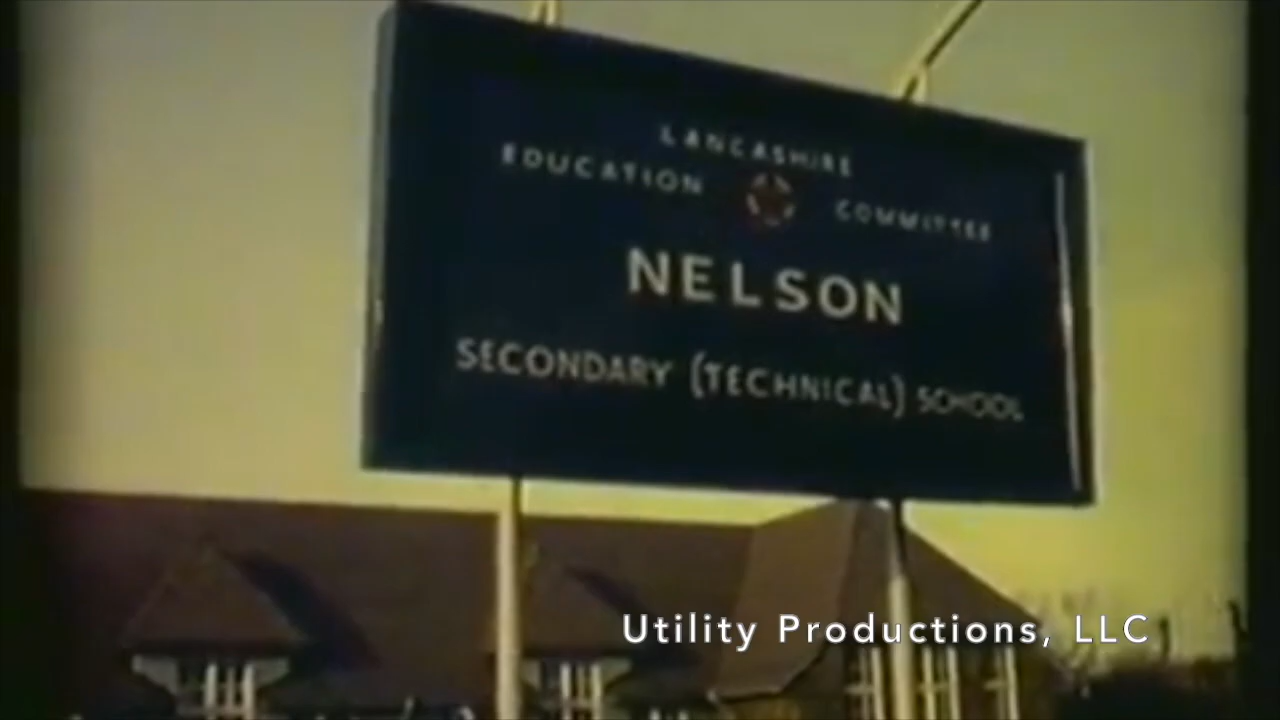 LANCASHIRE
EDUCATION COMMITTEE
NELSON
SECONDARY (TECHNICAL) SCHOOL
Utility Productions, LLC